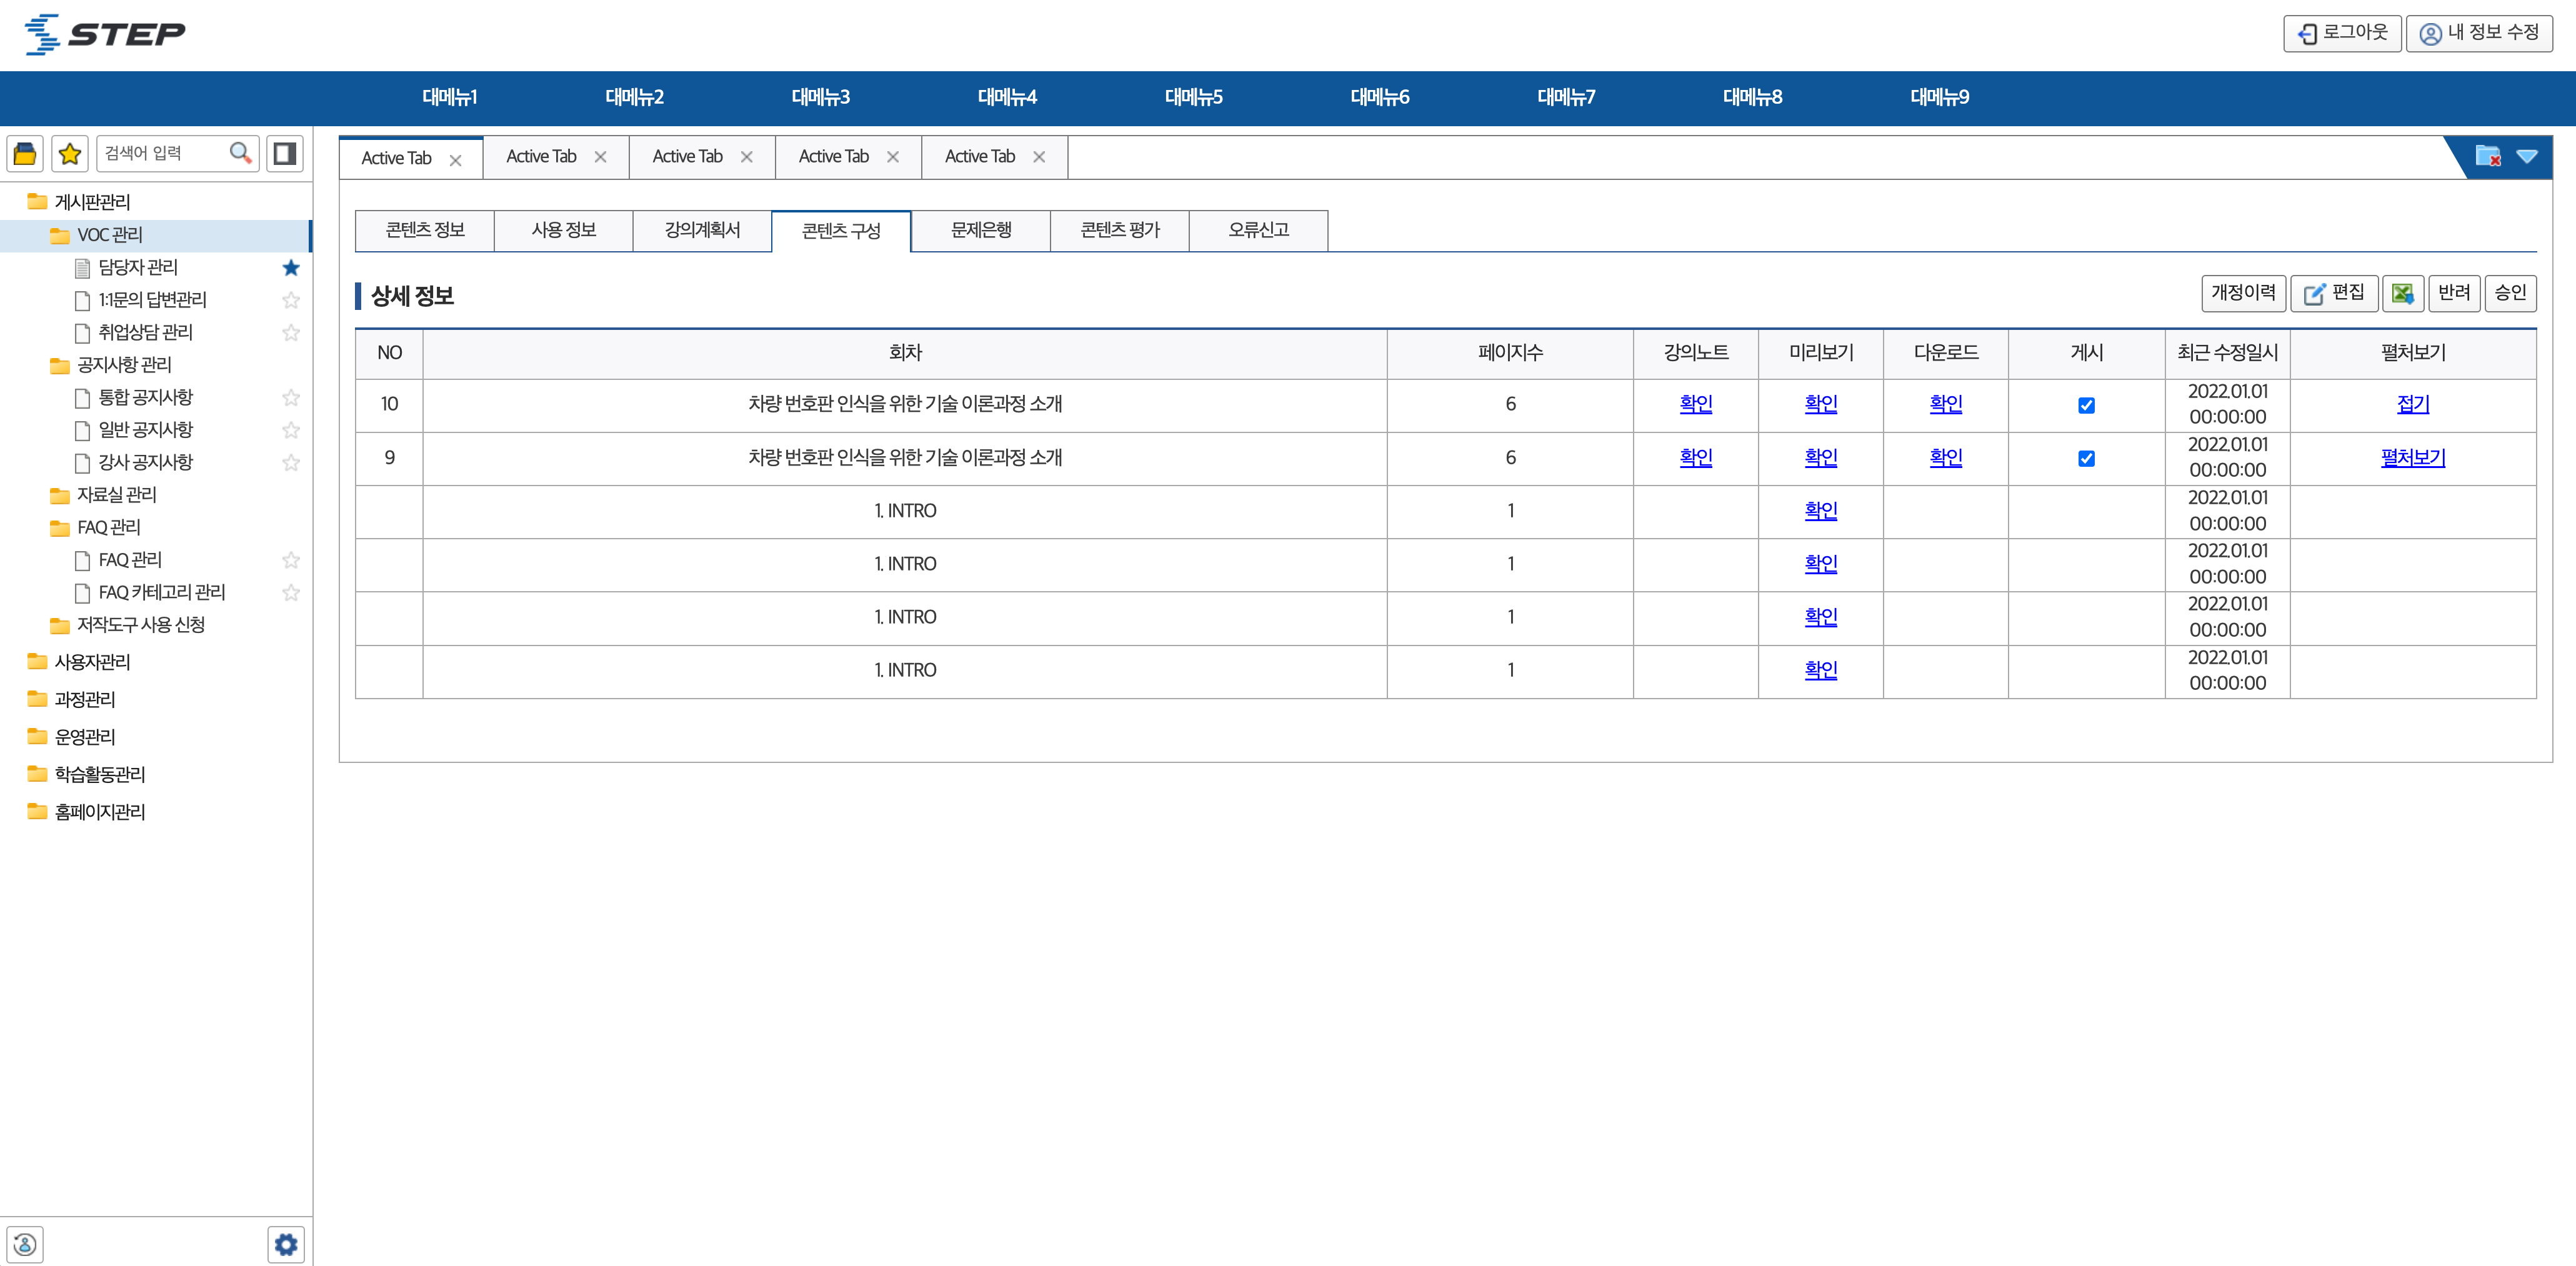 STEP
로그아웃
내 정보 수정
대메뉴1 대메뉴2 대메뉴3 대메뉴4 대메뉴5 대메뉴6 대메뉴7 대메뉴8 대메뉴9
검색어 입력
게시판관리
VOC 관리
담당자 관리
1:1문의 답변관리
취업상담 관리
공지사항 관리
통합 공지사항
일반 공지사항
강사 공지사항
자료실 관리
FAQ 관리
FAQ 관리
FAQ 카테고리 관리
저작도구 사용 신청
사용자관리
과정관리
운영관리
학습활동관리
홈페이지관리
Active Tab Active Tab Active Tab Active Tab Active Tab
콘텐츠 정보 사용 정보 강의계획서 콘텐츠 구성 문제은행 콘텐츠 평가 오류신고
상세 정보
개정이력 편집 반려 승인
NO 회차 페이지수 강의노트 미리보기 다운로드 게시 최근 수정일시 펼처보기
10 차량 번호판 인식을 위한 기술 이론과정 소개 6 확인 확인 확인 2022.01.01 00:00:00 접기
9 차량 번호판 인식을 위한 기술 이론과정 소개 6 확인 확인 확인 2022.01.01 00:00:00 펼처보기
1. INTRO 1 확인 2022.01.01 00:00:00
1. INTRO 1 확인 2022.01.01 00:00:00
1. INTRO 1 확인 2022.01.01 00:00:00
1. INTRO 1 확인 2022.01.01 00:00:00